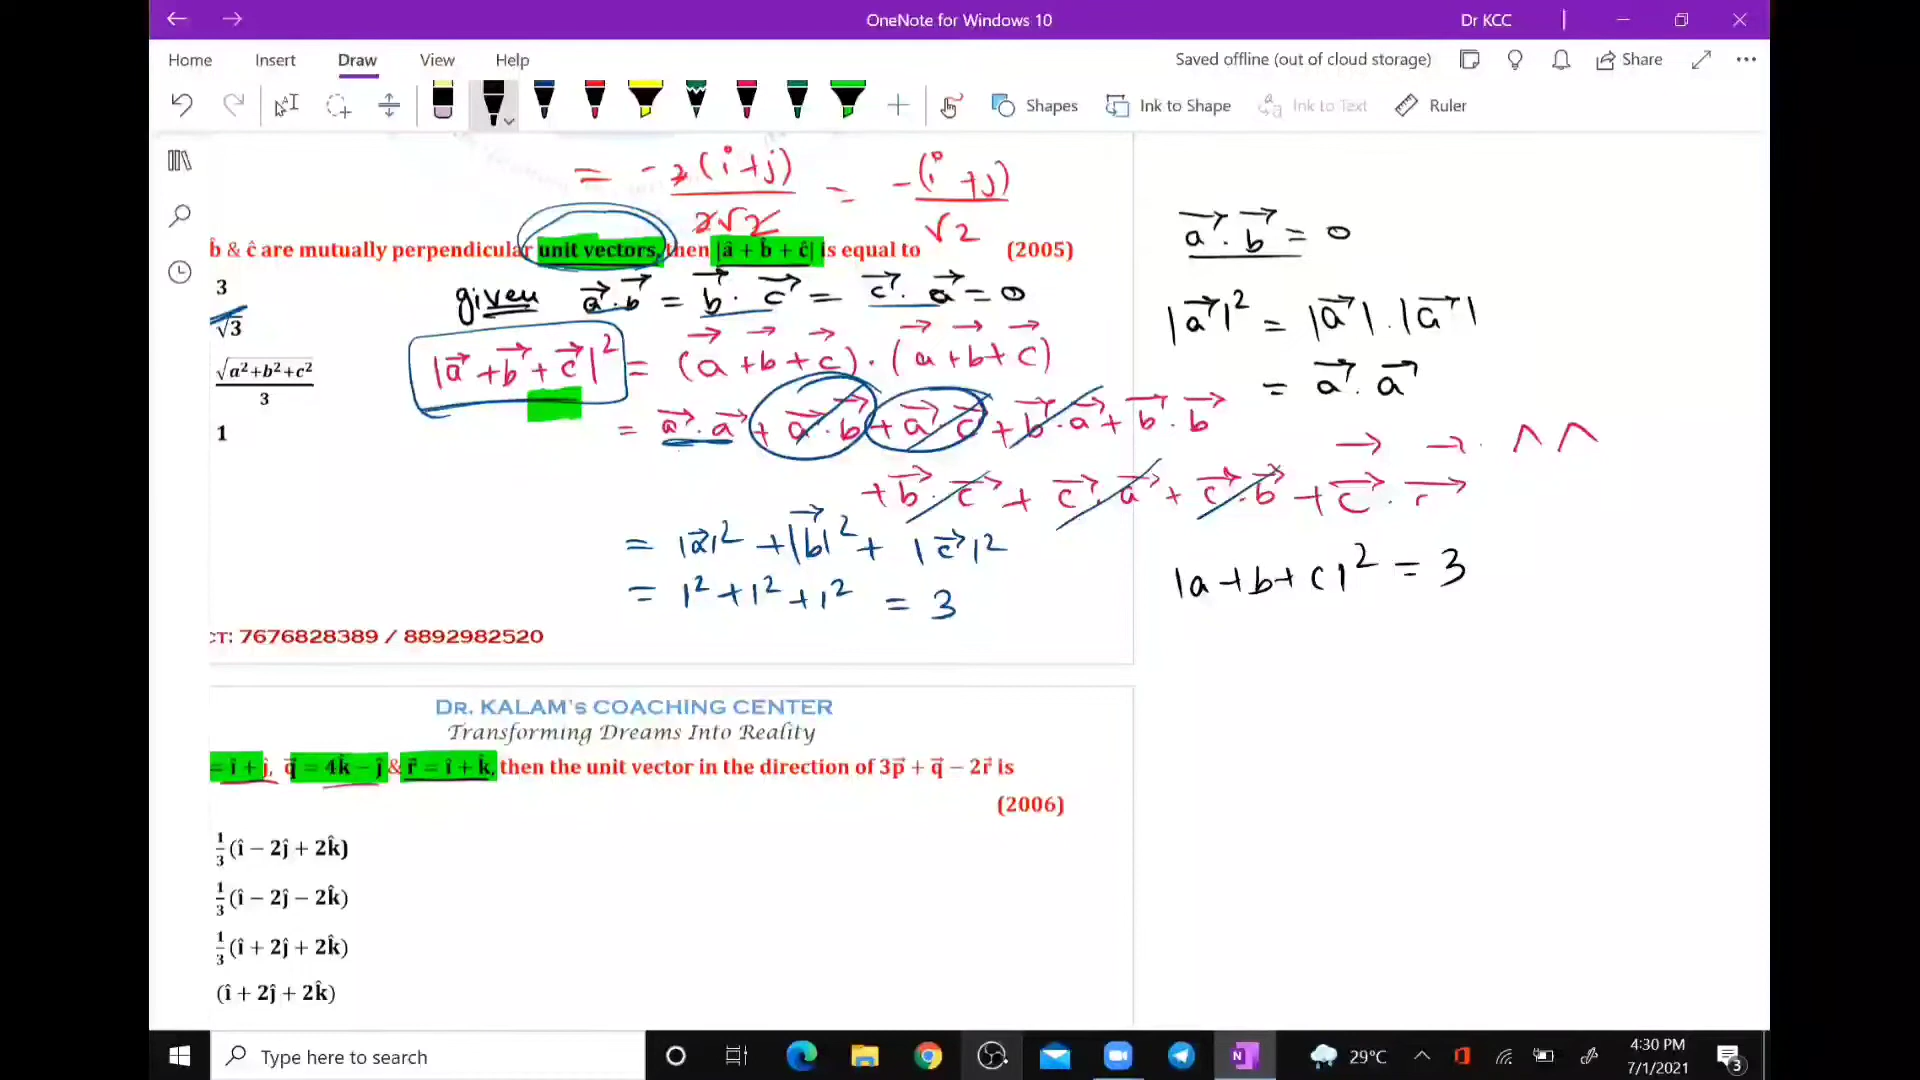 OneNote for Windows 10
Dr KCC
Home Insert Draw View Help
Saved offline (out of cloud storage)
Share
Shapes
Ink to Shape
Ink to Text
Ruler
= -2(i+j)/2√2 = -(i+j)/√2
b̂ & ĉ are mutually perpendicular unit vectors, then |â + b̂ + ĉ| is equal to (2005)
3
√3
√a²+b²+c²/3
1
given a⃗·b⃗ = b⃗·c⃗ = c⃗·a⃗ = 0
|a⃗+b⃗+c⃗|² = (a⃗+b⃗+c⃗)·(a⃗+b⃗+c⃗)
= a⃗·a⃗ + a⃗·b⃗ + a⃗·c⃗ + b⃗·a⃗ + b⃗·b⃗
+ b⃗·c⃗ + c⃗·a⃗ + c⃗·b⃗ + c⃗·
= |a⃗|² + |b⃗|² + |c⃗|²
= 1² + 1² + 1² = 3
a⃗·b⃗ = 0
|a⃗|² = |a⃗|·|a⃗|
= a⃗·a⃗
|a+b+c|² = 3
CT: 7676828389 / 8892982520
DR. KALAM's COACHING CENTER
Transforming Dreams Into Reality
= î + ĵ, q⃗ = 4k̂ − ĵ & r⃗ = î + k̂, then the unit vector in the direction of 3p⃗ + q⃗ − 2r⃗ is
(2006)
1/3(î − 2ĵ + 2k̂)
1/3(î − 2ĵ − 2k̂)
1/3(î + 2ĵ + 2k̂)
(î + 2ĵ + 2k̂)
Type here to search
29°C
4:30 PM
7/1/2021
3